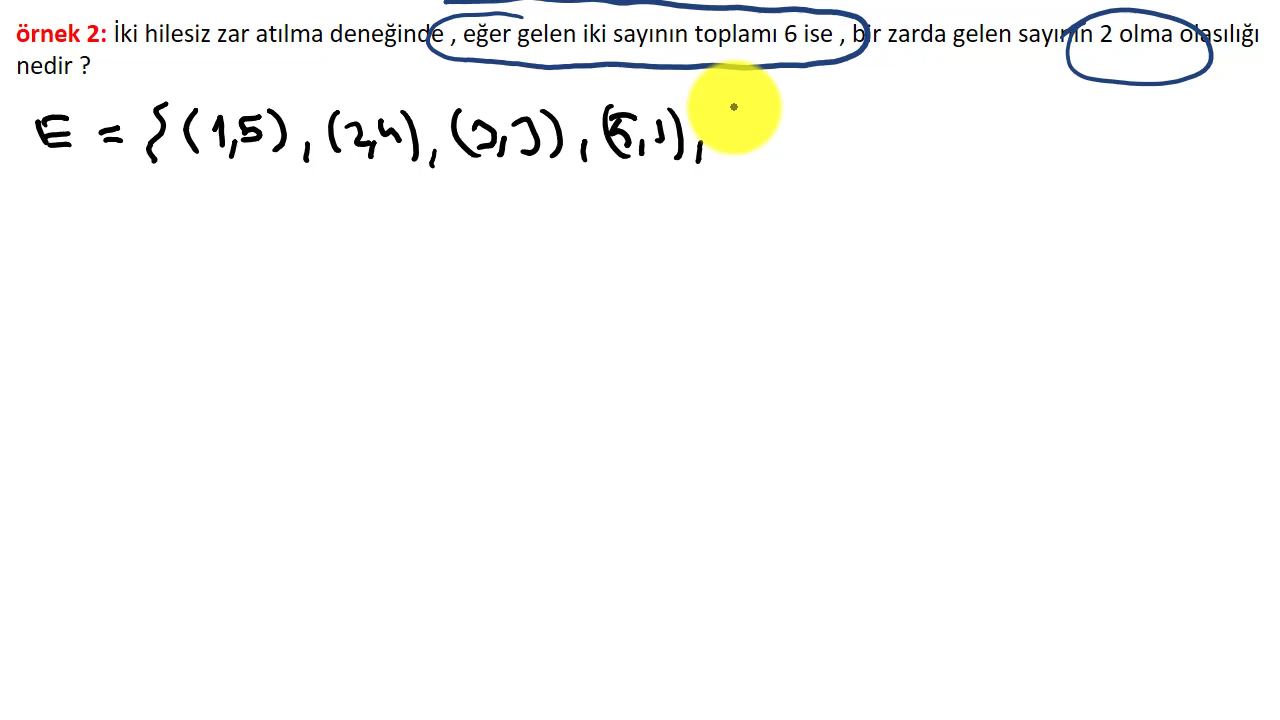 örnek 2: İki hilesiz zar atılma deneğinde , eğer gelen iki sayının toplamı 6 ise , bir zarda gelen sayının 2 olma olasılığı
nedir ?
E = {(1,5), (2,4), (3,3), (5,1),